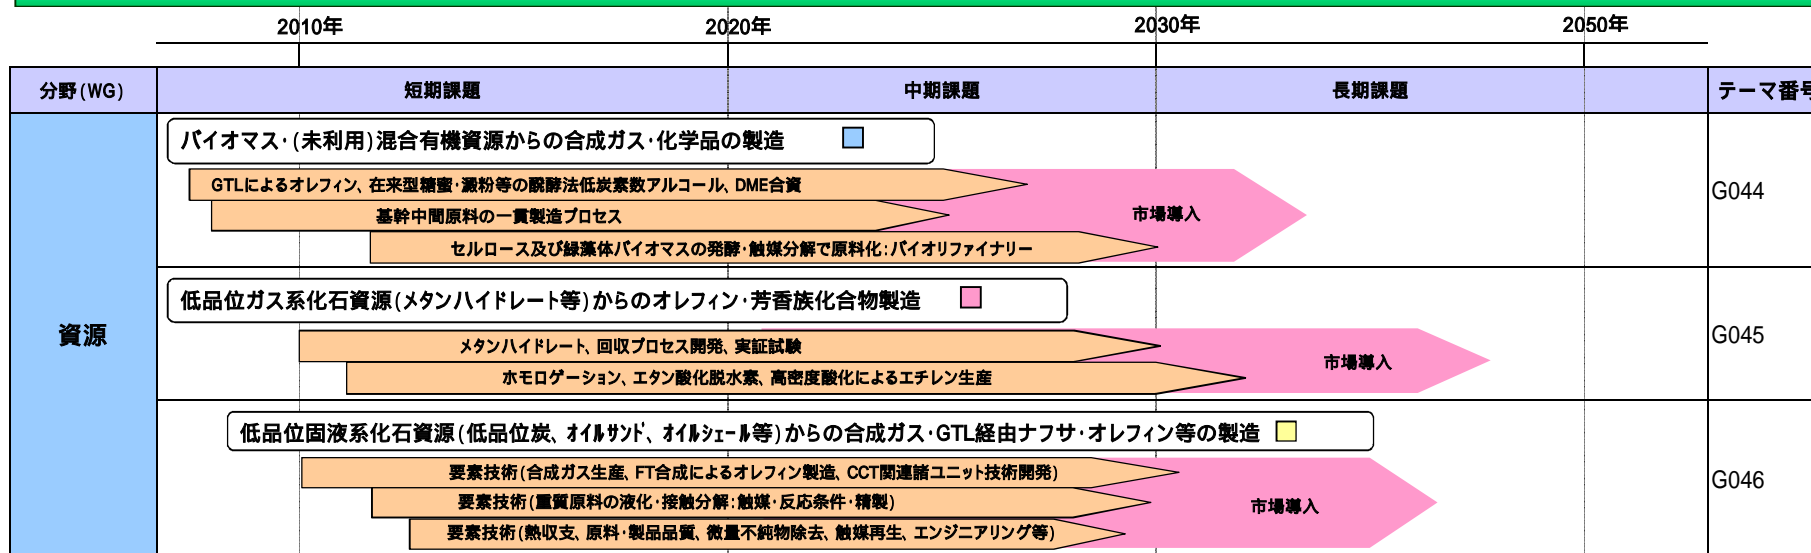 2010年 2020年 2030年 2050年
分野(WG) 短期課題 中期課題 長期課題 テーマ番号
バイオマス・(未利用)混合有機資源からの合成ガス・化学品の製造
GTLによるオレフィン、在来型糖蜜・澱粉等の醗酵法低炭素数アルコール、DME合資
基幹中間原料の一貫製造プロセス
市場導入
セルロース及び緑藻体バイオマスの発酵・触媒分解で原料化:バイオリファイナリー
G044
資源
低品位ガス系化石資源(メタンハイドレート等)からのオレフィン・芳香族化合物製造
メタンハイドレート、回収プロセス開発、実証試験
ホモロゲーション、エタン酸化脱水素、高密度酸化によるエチレン生産
市場導入
G045
低品位固液系化石資源(低品位炭、オイルサンド、オイルシェール等)からの合成ガス・GTL経由ナフサ・オレフィン等の製造
要素技術(合成ガス生産、FT合成によるオレフィン製造、CCT関連諸ユニット技術開発)
要素技術(重質原料の液化・接触分解:触媒・反応条件・精製)
要素技術(熱収支、原料・製品品質、微量不純物除去、触媒再生、エンジニアリング等)
市場導入
G046